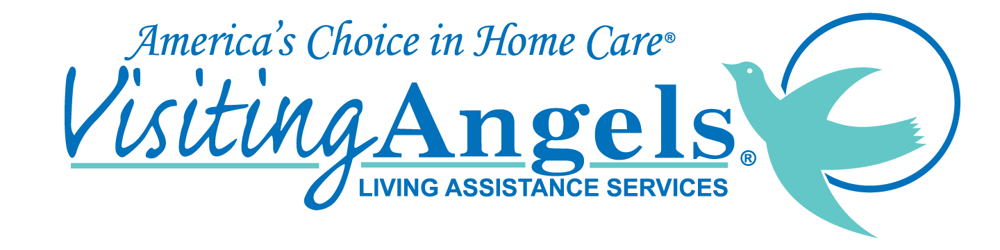 America’s Choice in Home Care®
VisitingAngels®
LIVING ASSISTANCE SERVICES